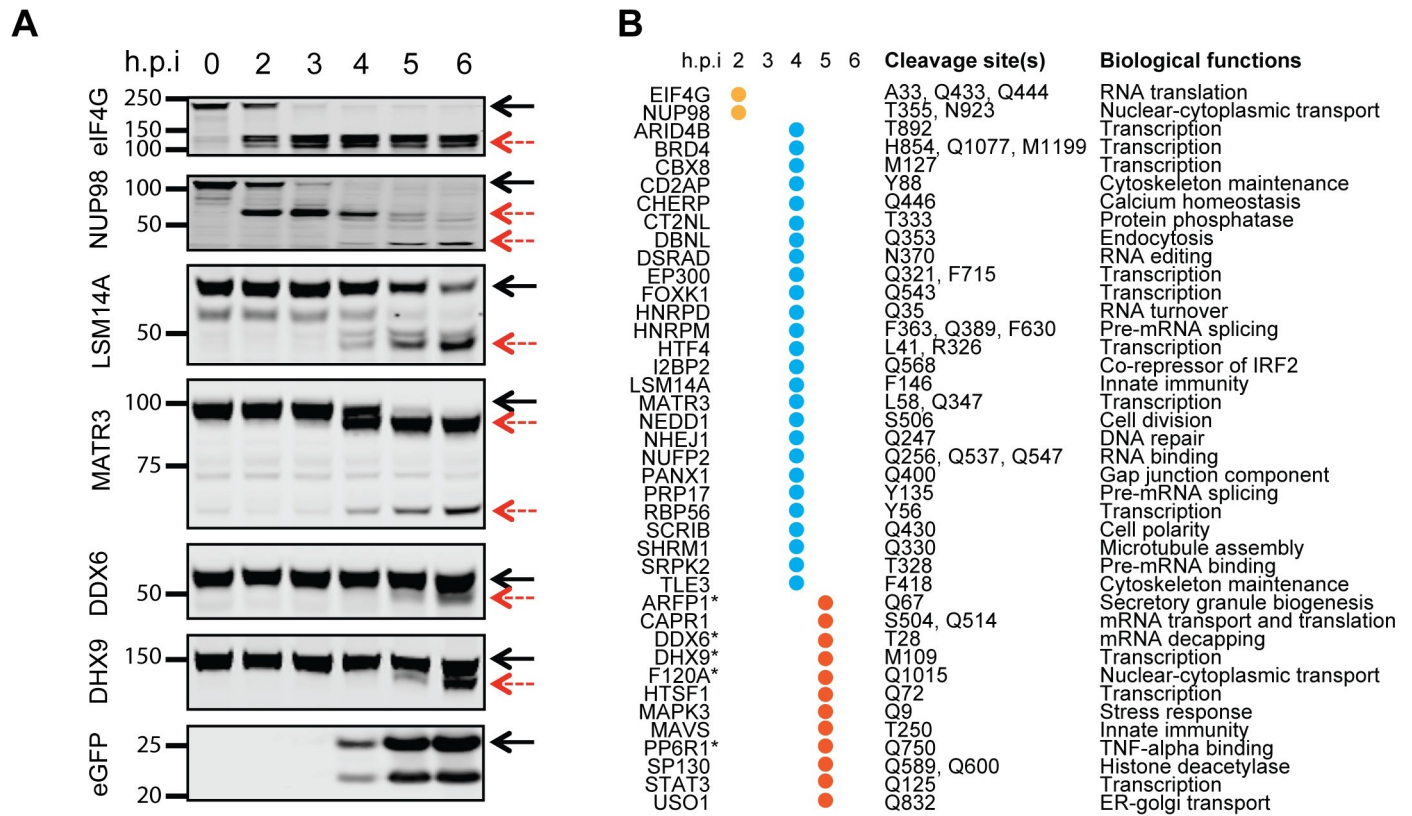 A
h.p.i 0 2 3 4 5 6
eIF4G
250
150
100
NUP98
100
50
LSM14A
50
MATR3
100
75
DDX6
50
DHX9
150
eGFP
25
20
B
h.p.i 2 3 4 5 6 Cleavage site(s) Biological functions
EIF4G A33, Q433, Q444 RNA translation
NUP98 T355, N923 Nuclear-cytoplasmic transport
ARID4B T892 Transcription
BRD4 H854, Q1077, M1199 Transcription
CBX8 M127 Transcription
CD2AP Y88 Cytoskeleton maintenance
CHERP Q446 Calcium homeostasis
CT2NL T333 Protein phosphatase
DBNL Q353 Endocytosis
DSRAD N370 RNA editing
EP300 Q321, F715 Transcription
FOXK1 Q543 Transcription
HNRPD Q35 RNA turnover
HNRPM F363, Q389, F630 Pre-mRNA splicing
HTF4 L41, R326 Transcription
I2BP2 Q568 Co-repressor of IRF2
LSM14A F146 Innate immunity
MATR3 L58, Q347 Transcription
NEDD1 S506 Cell division
NHEJ1 Q247 DNA repair
NUFP2 Q256, Q537, Q547 RNA binding
PANX1 Q400 Gap junction component
PRP17 Y135 Pre-mRNA splicing
RBP56 Y56 Transcription
SCRIB Q430 Cell polarity
SHRM1 Q330 Microtubule assembly
SRPK2 T328 Pre-mRNA binding
TLE3 F418 Cytoskeleton maintenance
ARFP1* Q67 Secretory granule biogenesis
CAPR1 S504, Q514 mRNA transport and translation
DDX6* T28 mRNA decapping
DHX9* M109 Transcription
F120A* Q1015 Nuclear-cytoplasmic transport
HTSF1 Q72 Transcription
MAPK3 Q9 Stress response
MAVS T250 Innate immunity
PP6R1* Q750 TNF-alpha binding
SP130 Q589, Q600 Histone deacetylase
STAT3 Q125 Transcription
USO1 Q832 ER-golgi transport